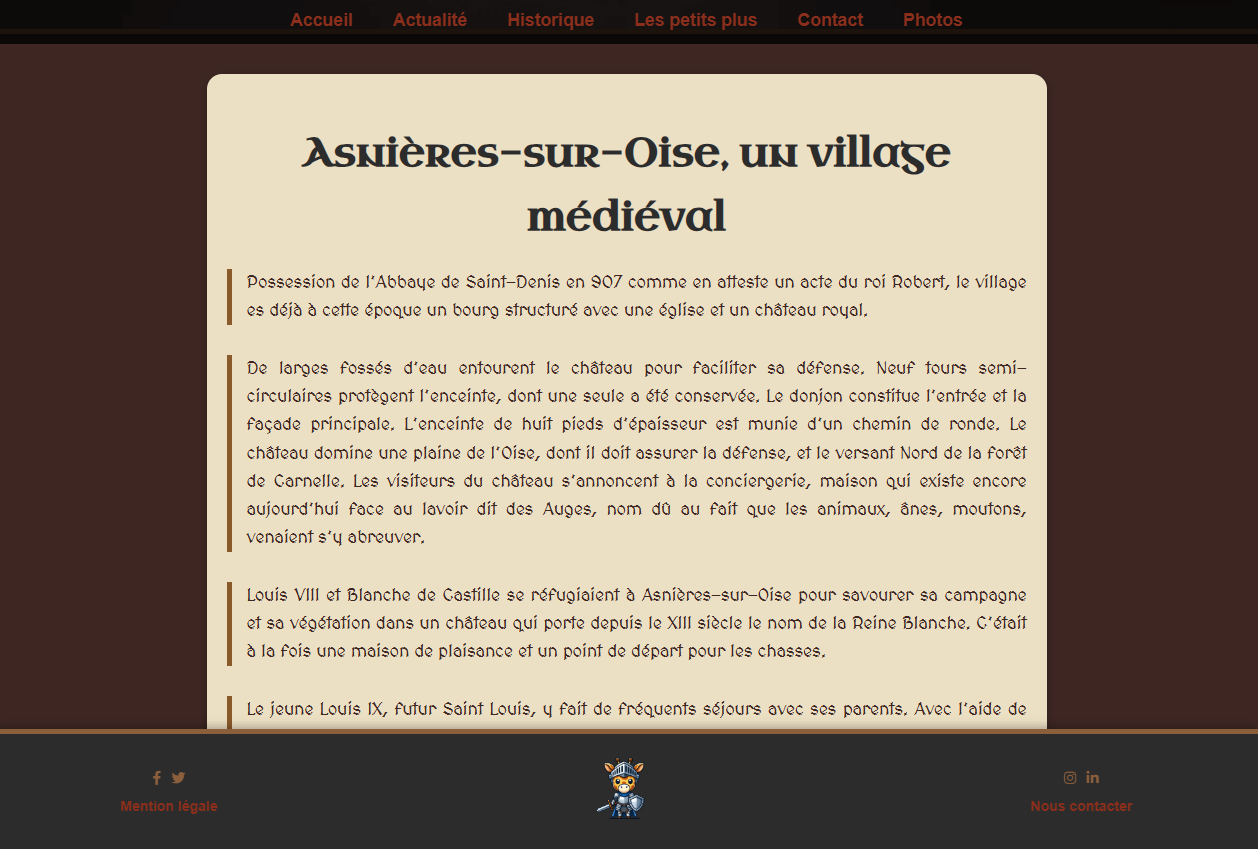 Accueil Actualité Historique Les petits plus Contact Photos
Asnières-sur-Oise, un village
médiéval
Possession de l'Abbaye de Saint-Denis en 907 comme en atteste un acte du roi Robert, le village
es déjà à cette époque un bourg structuré avec une église et un château royal.
De larges fossés d'eau entourent le château pour faciliter sa défense. Neuf tours semi-
circulaires protègent l'enceinte, dont une seule a été conservée. Le donjon constitue l'entrée et la
façade principale. L'enceinte de huit pieds d'épaisseur est munie d'un chemin de ronde. Le
château domine une plaine de l'Oise, dont il doit assurer la défense, et le versant Nord de la forêt
de Carnelle. Les visiteurs du château s'annoncent à la conciergerie, maison qui existe encore
aujourd'hui face au lavoir dit des Auges, nom dû au fait que les animaux, ânes, moutons,
venaient s'y abreuver.
Louis VIII et Blanche de Castille se réfugiaient à Asnières-sur-Oise pour savourer sa campagne
et sa végétation dans un château qui porte depuis le XIII siècle le nom de la Reine Blanche. C'était
à la fois une maison de plaisance et un point de départ pour les chasses.
Le jeune Louis IX, futur Saint Louis, y fait de fréquents séjours avec ses parents. Avec l'aide de
Mention légale
Nous contacter